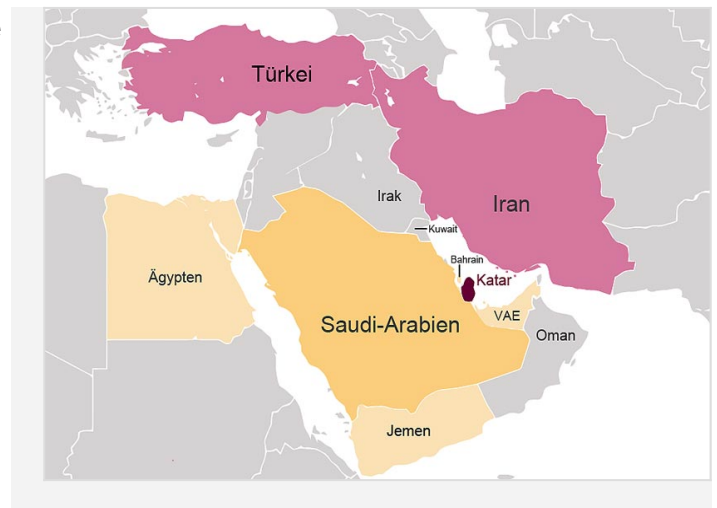 Türkei
Iran
Irak
Kuwait
Bahrain
Katar
Ägypten
VAE
Saudi-Arabien
Oman
Jemen